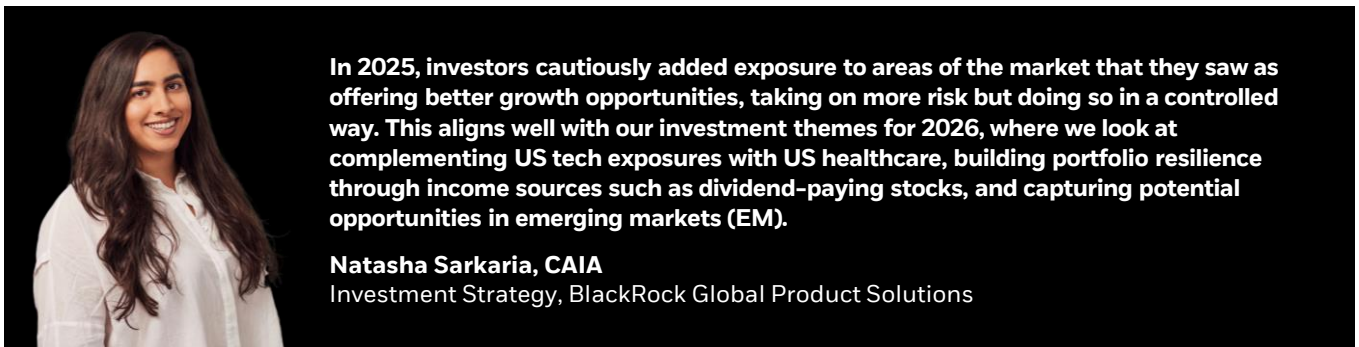 In 2025, investors cautiously added exposure to areas of the market that they saw as
offering better growth opportunities, taking on more risk but doing so in a controlled
way. This aligns well with our investment themes for 2026, where we look at
complementing US tech exposures with US healthcare, building portfolio resilience
through income sources such as dividend-paying stocks, and capturing potential
opportunities in emerging markets (EM).
Natasha Sarkaria, CAIA
Investment Strategy, BlackRock Global Product Solutions